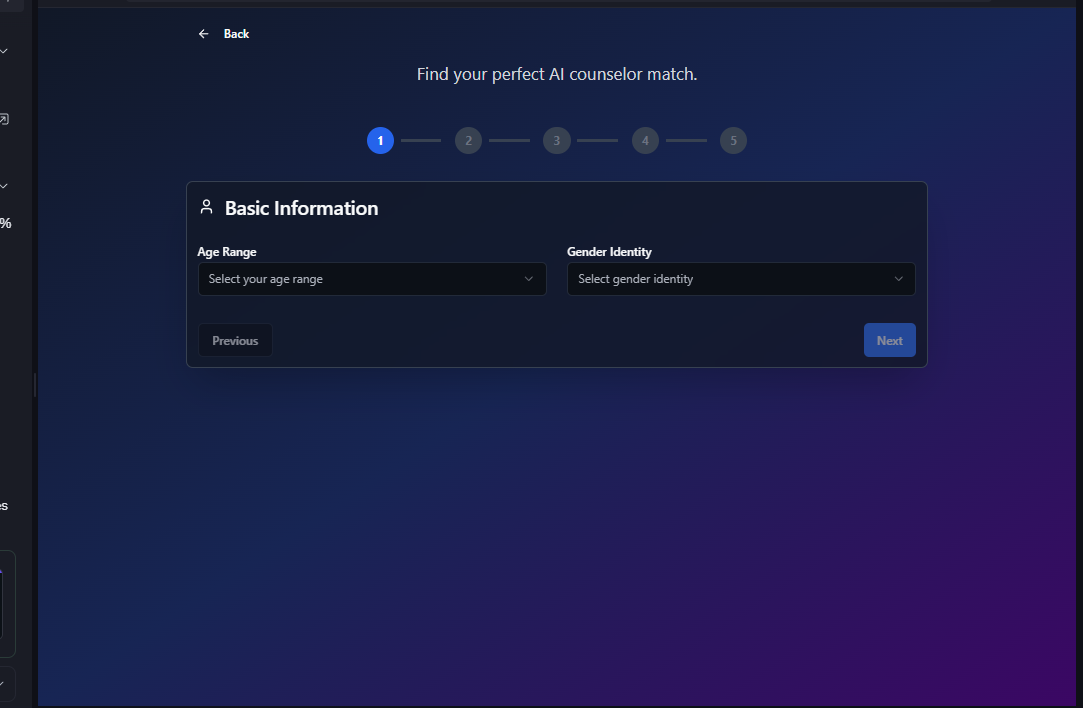 Back
Find your perfect AI counselor match.
1 2 3 4 5
Basic Information
Age Range Gender Identity
Select your age range Select gender identity
Previous Next
%
es